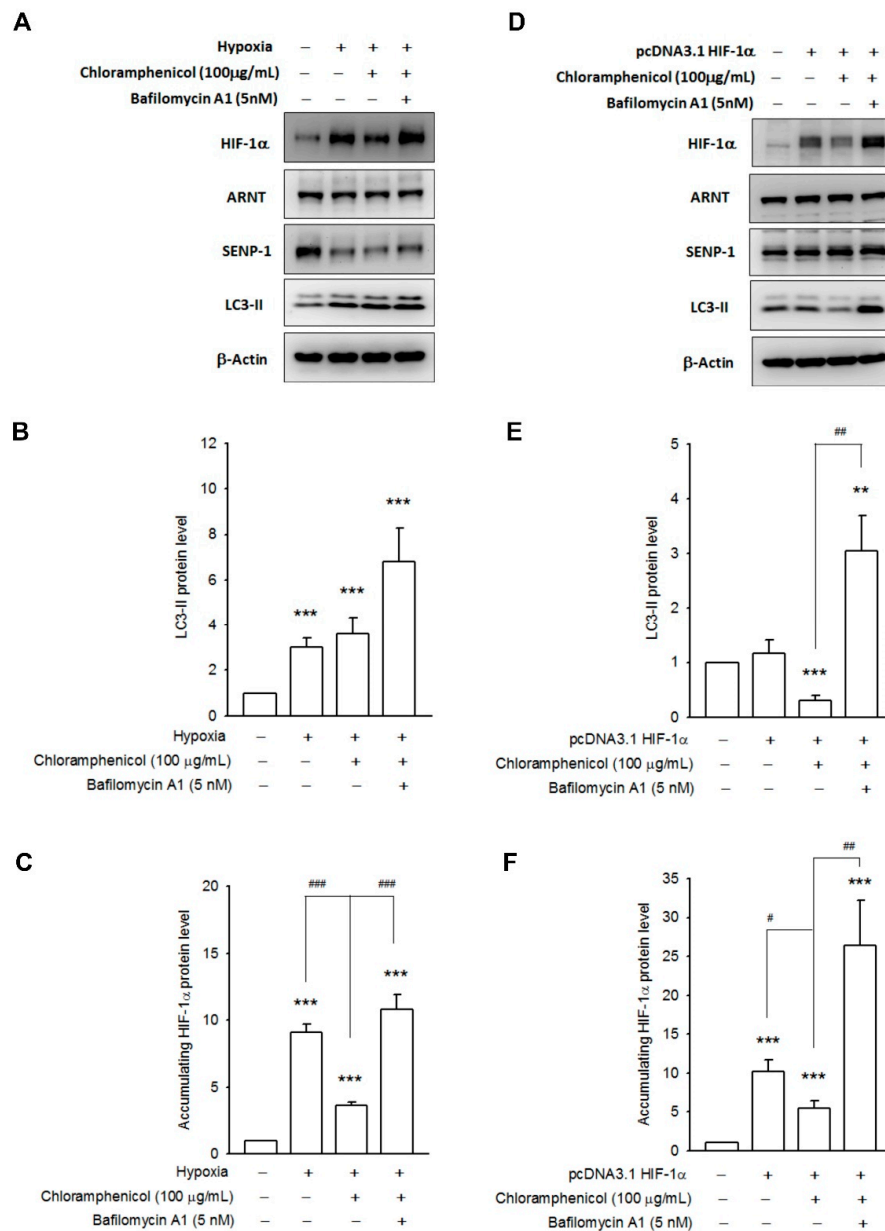 A
Hypoxia – + + +
Chloramphenicol (100μg/mL) + +
Bafilomycin A1 (5nM) – – – +
HIF-1α
ARNT
SENP-1
LC3-II
β-Actin
B
12
10
8
6
4
2
0
LC3-II protein level
***
***
***
Hypoxia – + + +
Chloramphenicol (100 μg/mL) – – + +
Bafilomycin A1 (5 nM) – – – +
C
20
15
10
5
0
Accumulating HIF-1α protein level
### ###
***
***
***
Hypoxia – + + +
Chloramphenicol (100 μg/mL) – – + +
Bafilomycin A1 (5 nM) – – – +
D
pcDNA3.1 HIF-1α – + + +
Chloramphenicol (100μg/mL) – – + +
Bafilomycin A1 (5nM) – – – +
HIF-1α
ARNT
SENP-1
LC3-II
β-Actin
E
5
4
3
2
1
0
LC3-II protein level
##
**
***
pcDNA3.1 HIF-1α – + + +
Chloramphenicol (100 μg/mL) – – + +
Bafilomycin A1 (5 nM) – – – +
F
35
30
25
20
15
10
5
0
Accumulating HIF-1α protein level
##
#
***
***
***
pcDNA3.1 HIF-1α – + + +
Chloramphenicol (100 μg/mL) – – + +
Bafilomycin A1 (5 nM) – – – +